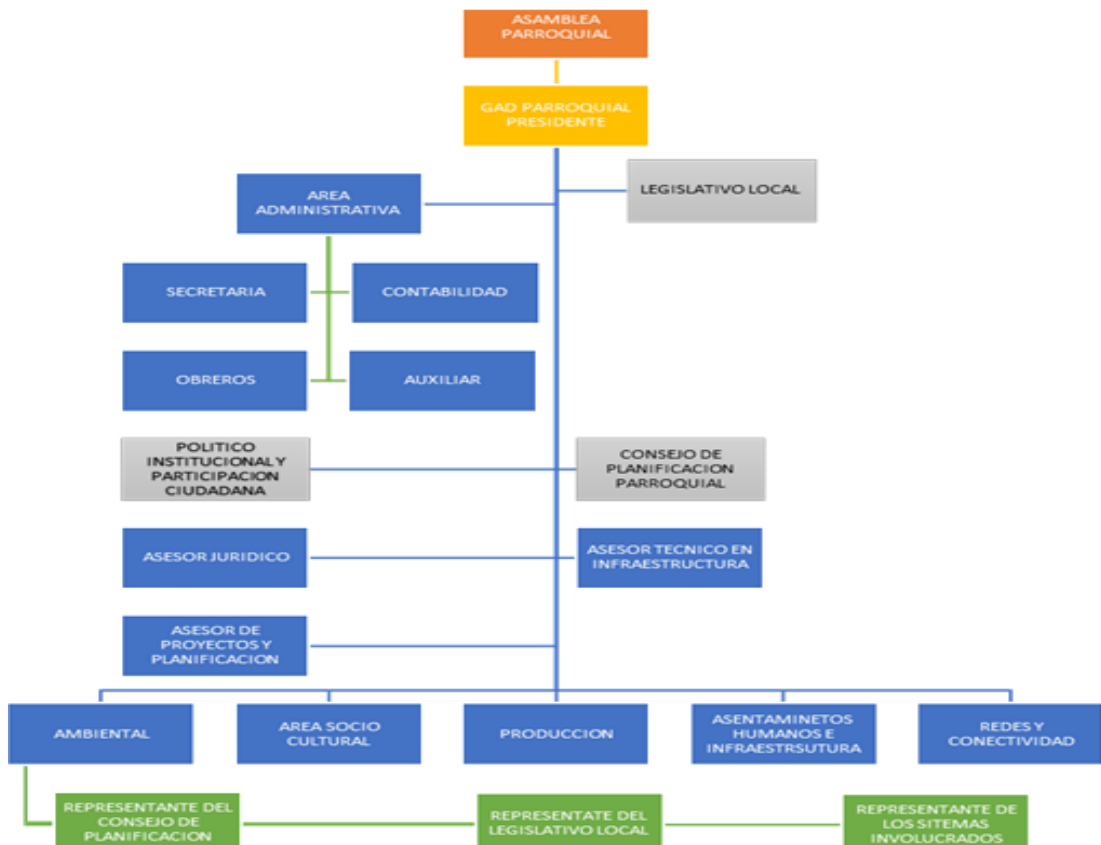 ASAMBLEA
PARROQUIAL
GAD PARROQUIAL
PRESIDENTE
LEGISLATIVO LOCAL
AREA
ADMINISTRATIVA
SECRETARIA
CONTABILIDAD
OBREROS
AUXILIAR
POLITICO
INSTITUCIONAL Y
PARTICIPACION
CIUDADANA
CONSEJO DE
PLANIFICACION
PARROQUIAL
ASESOR JURIDICO
ASESOR TECNICO EN
INFRAESTRUCTURA
ASESOR DE
PROYECTOS Y
PLANIFICACION
AMBIENTAL
AREA SOCIO
CULTURAL
PRODUCCION
ASENTAMINETOS
HUMANOS E
INFRAESTRSUTURA
REDES Y
CONECTIVIDAD
REPRESENTANTE DEL
CONSEJO DE
PLANIFICACION
REPRESENTATE DEL
LEGISLATIVO LOCAL
REPRESENTANTE DE
LOS SITEMAS
INVOLUCRADOS